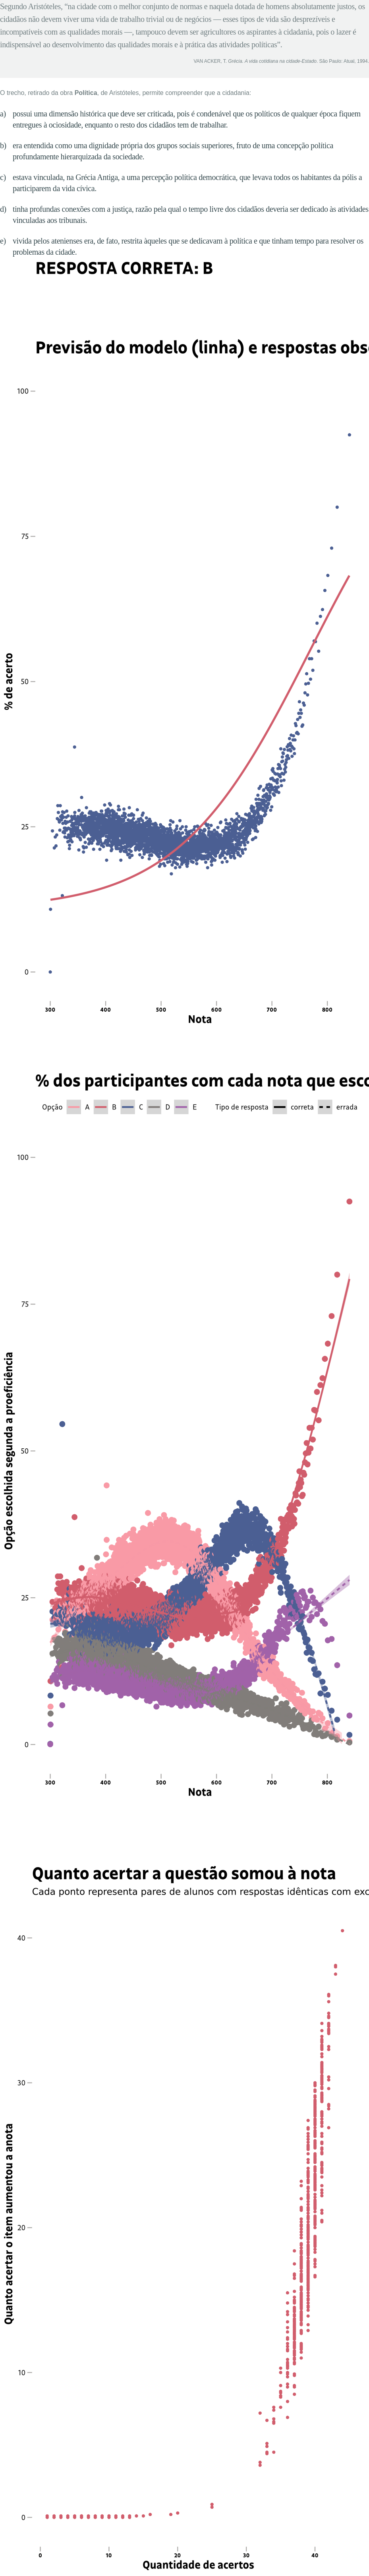 Segundo Aristóteles, "na cidade com o melhor conjunto de normas e naquela dotada de homens absolutamente justos, os
cidadãos não devem viver uma vida de trabalho trivial ou de negócios — esses tipos de vida são desprezíveis e
incompatíveis com as qualidades morais —, tampouco devem ser agricultores os aspirantes à cidadania, pois o lazer é
indispensável ao desenvolvimento das qualidades morais e à prática das atividades políticas".
VAN ACKER, T. Grécia. A vida cotidiana na cidade-Estado. São Paulo: Atual, 1994.
O trecho, retirado da obra Política, de Aristóteles, permite compreender que a cidadania:
a) possui uma dimensão histórica que deve ser criticada, pois é condenável que os políticos de qualquer época fiquem
entregues à ociosidade, enquanto o resto dos cidadãos tem de trabalhar.
b) era entendida como uma dignidade própria dos grupos sociais superiores, fruto de uma concepção política
profundamente hierarquizada da sociedade.
c) estava vinculada, na Grécia Antiga, a uma percepção política democrática, que levava todos os habitantes da pólis a
participarem da vida cívica.
d) tinha profundas conexões com a justiça, razão pela qual o tempo livre dos cidadãos deveria ser dedicado às atividades
vinculadas aos tribunais.
e) vivida pelos atenienses era, de fato, restrita àqueles que se dedicavam à política e que tinham tempo para resolver os
problemas da cidade.
RESPOSTA CORRETA: B
Previsão do modelo (linha) e respostas obs
100
75
50
25
0
% de acerto
300 400 500 600 700 800
Nota
% dos participantes com cada nota que esco
Opção A B C D E Tipo de resposta correta errada
100
75
50
25
0
Opção escolhida segunda a proeficiência
300 400 500 600 700 800
Nota
Quanto acertar a questão somou à nota
Cada ponto representa pares de alunos com respostas idênticas com exc
40
30
20
10
0
Quanto acertar o item aumentou a anota
0 10 20 30 40
Quantidade de acertos